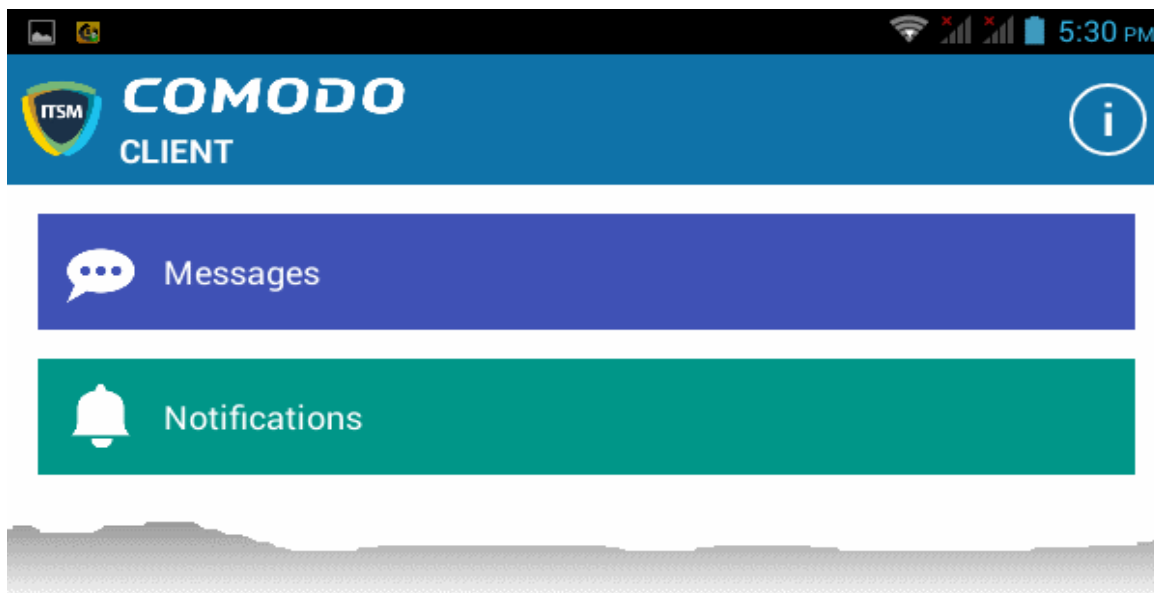 5:30 PM
ITSM
COMODO
CLIENT
i
Messages
Notifications